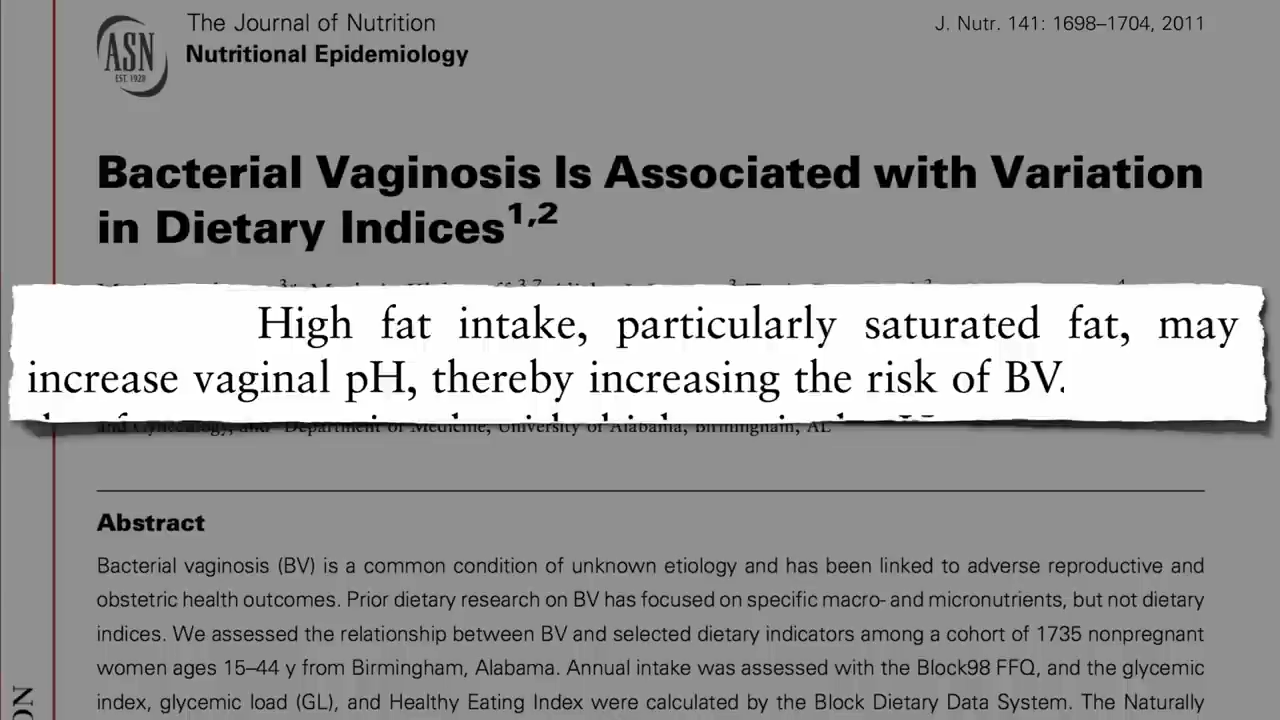 ASN
EST. 1928
The Journal of Nutrition
Nutritional Epidemiology
J. Nutr. 141: 1698–1704, 2011
Bacterial Vaginosis Is Associated with Variation
in Dietary Indices1,2
High fat intake, particularly saturated fat, may
increase vaginal pH, thereby increasing the risk of BV.
and Gynecology, and Department of Medicine, University of Alabama, Birmingham, AL
Abstract
Bacterial vaginosis (BV) is a common condition of unknown etiology and has been linked to adverse reproductive and
obstetric health outcomes. Prior dietary research on BV has focused on specific macro- and micronutrients, but not dietary
indices. We assessed the relationship between BV and selected dietary indicators among a cohort of 1735 nonpregnant
women ages 15–44 y from Birmingham, Alabama. Annual intake was assessed with the Block98 FFQ, and the glycemic
index, glycemic load (GL), and Healthy Eating Index were calculated by the Block Dietary Data System. The Naturally
ON